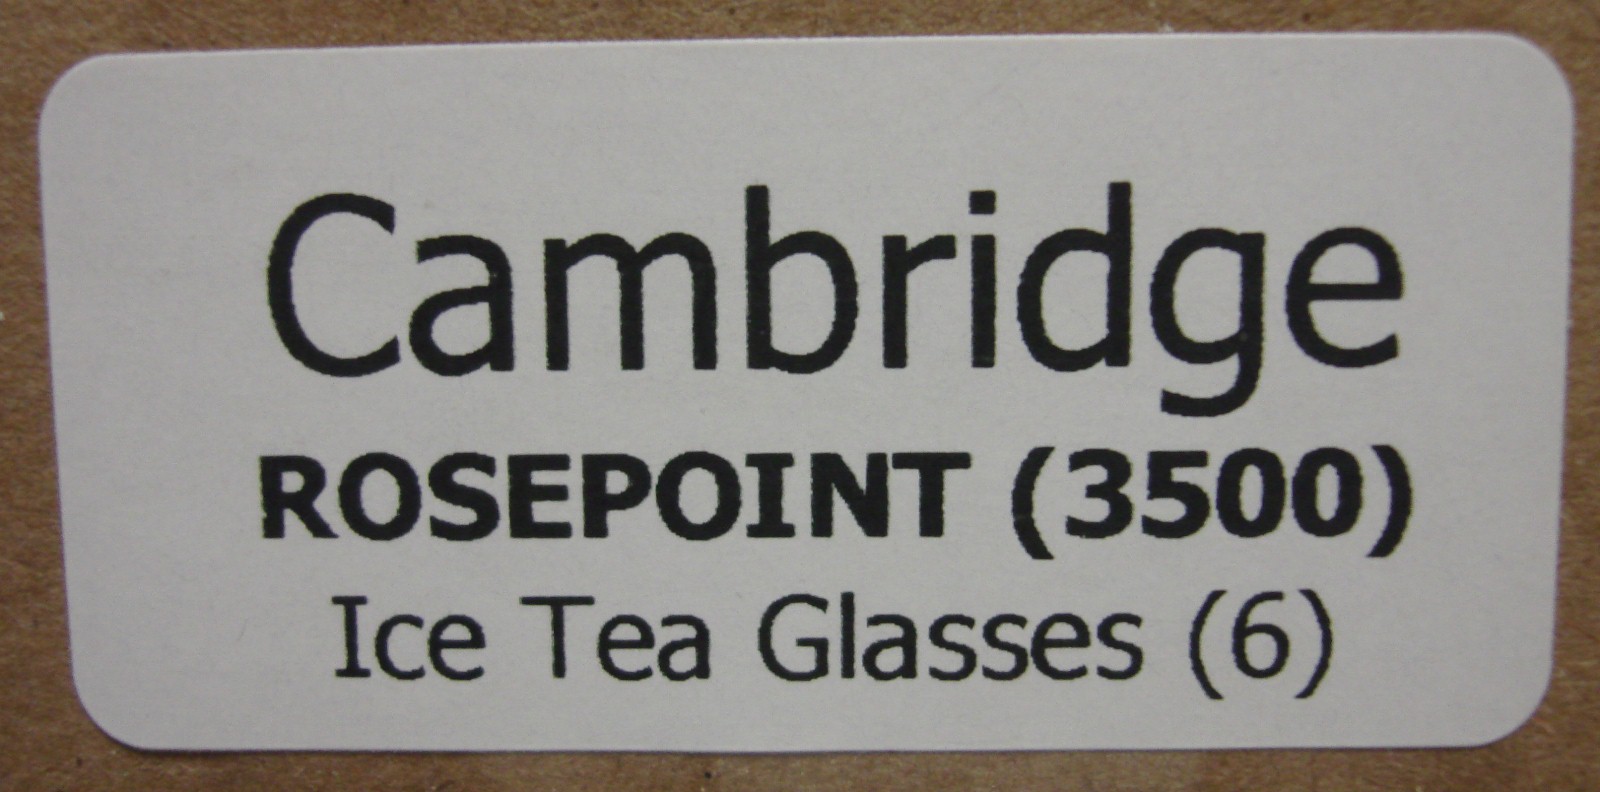 Cambridge
ROSEPOINT (3500)
Ice Tea Glasses (6)